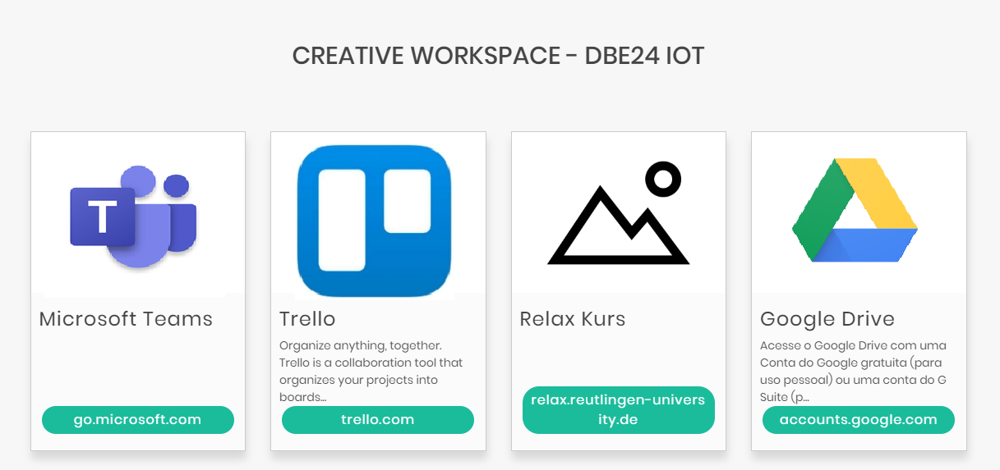 CREATIVE WORKSPACE - DBE24 IOT
T
Microsoft Teams
go.microsoft.com
Trello
Organize anything, together.
Trello is a collaboration tool that
organizes your projects into
boards...
trello.com
Relax Kurs
relax.reutlingen-univers
ity.de
Google Drive
Acesse o Google Drive com uma
Conta do Google gratuita (para
uso pessoal) ou uma conta do G
Suite (p...
accounts.google.com